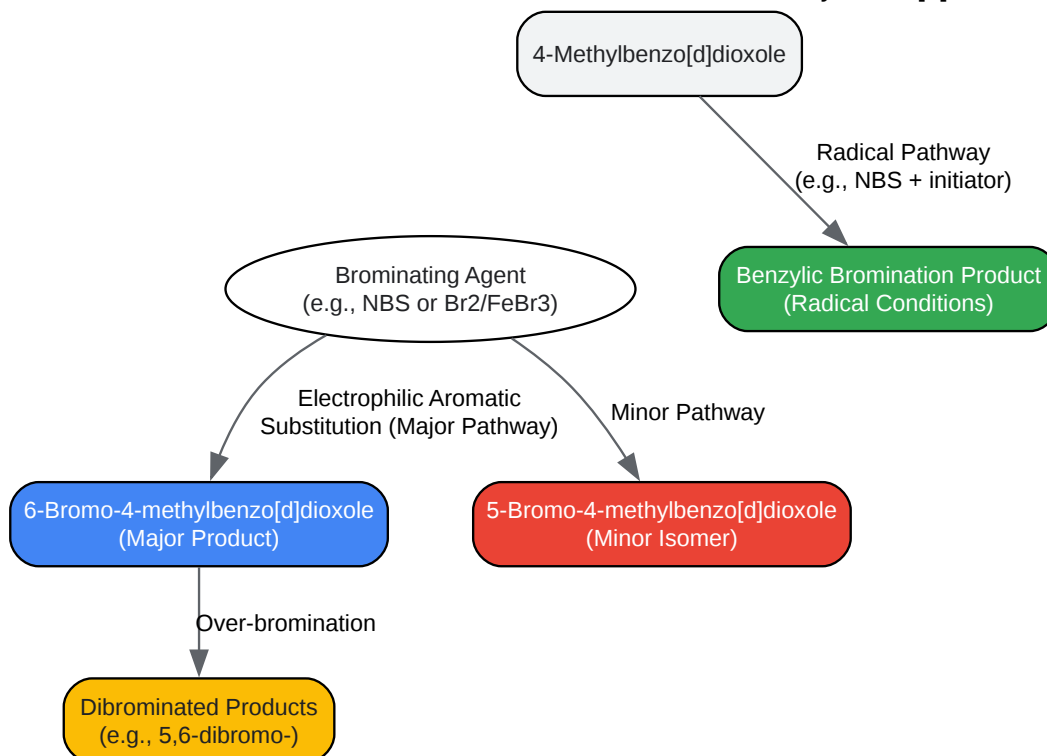 4-Methylbenzo[d]dioxole
Radical Pathway
(e.g., NBS + initiator)
Brominating Agent
(e.g., NBS or Br2/FeBr3)
Benzylic Bromination Product
(Radical Conditions)
Electrophilic Aromatic
Substitution (Major Pathway)
Minor Pathway
6-Bromo-4-methylbenzo[d]dioxole
(Major Product)
5-Bromo-4-methylbenzo[d]dioxole
(Minor Isomer)
Over-bromination
Dibrominated Products
(e.g., 5,6-dibromo-)